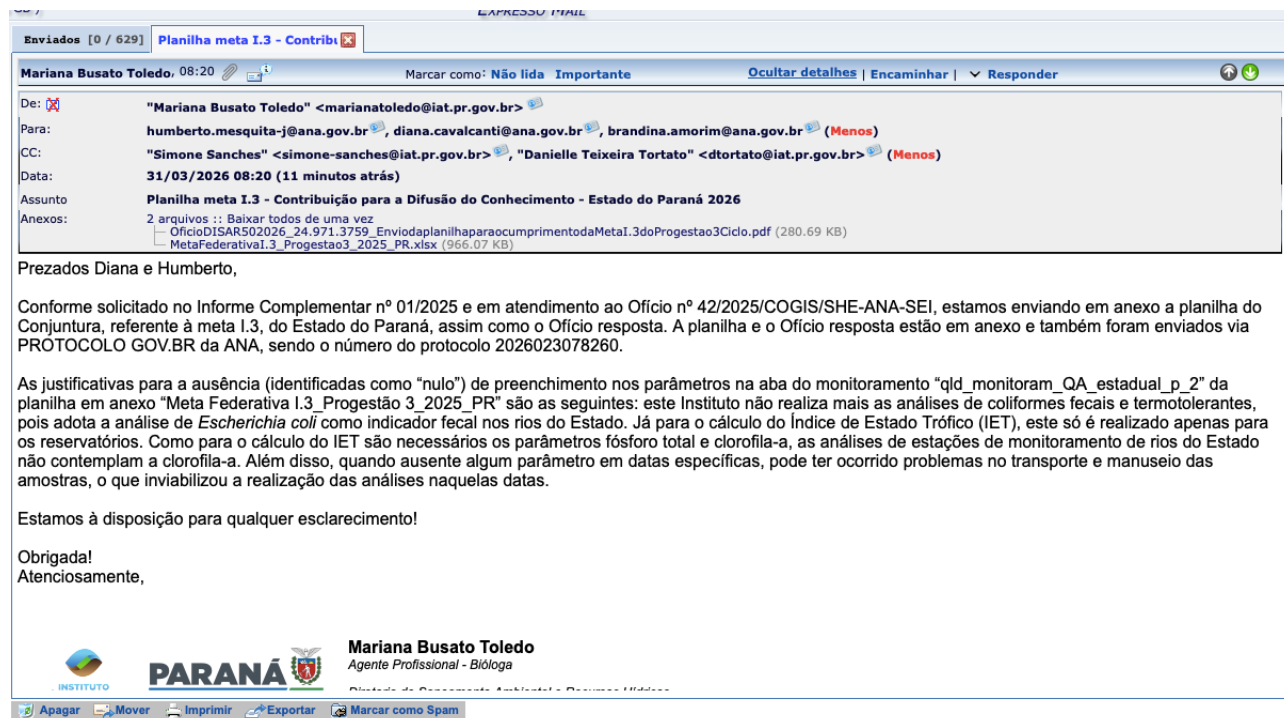 EXPRESSO MAIL
Enviados [0 / 629] Planilha meta I.3 - Contribu
Mariana Busato Toledo, 08:20 Marcar como: Não lida Importante Ocultar detalhes | Encaminhar | Responder
De: "Mariana Busato Toledo" <marianatoledo@iat.pr.gov.br>
Para: humberto.mesquita-j@ana.gov.br, diana.cavalcanti@ana.gov.br, brandina.amorim@ana.gov.br (Menos)
CC: "Simone Sanches" <simone-sanches@iat.pr.gov.br>, "Danielle Teixeira Tortato" <dtortato@iat.pr.gov.br> (Menos)
Data: 31/03/2026 08:20 (11 minutos atrás)
Assunto Planilha meta I.3 - Contribuição para a Difusão do Conhecimento - Estado do Paraná 2026
Anexos: 2 arquivos :: Baixar todos de uma vez
OficioDISAR502026_24.971.3759_EnviodaplanilhaparaocumprimentodaMetaI.3doProgestao3Ciclo.pdf (280.69 KB)
MetaFederativaI.3_Progestao3_2025_PR.xlsx (966.07 KB)
Prezados Diana e Humberto,
Conforme solicitado no Informe Complementar nº 01/2025 e em atendimento ao Ofício nº 42/2025/COGIS/SHE-ANA-SEI, estamos enviando em anexo a planilha do
Conjuntura, referente à meta I.3, do Estado do Paraná, assim como o Ofício resposta. A planilha e o Ofício resposta estão em anexo e também foram enviados via
PROTOCOLO GOV.BR da ANA, sendo o número do protocolo 2026023078260.
As justificativas para a ausência (identificadas como “nulo”) de preenchimento nos parâmetros na aba do monitoramento “qld_monitoram_QA_estadual_p_2” da
planilha em anexo “Meta Federativa I.3_Progestão 3_2025_PR” são as seguintes: este Instituto não realiza mais as análises de coliformes fecais e termotolerantes,
pois adota a análise de Escherichia coli como indicador fecal nos rios do Estado. Já para o cálculo do Índice de Estado Trófico (IET), este só é realizado apenas para
os reservatórios. Como para o cálculo do IET são necessários os parâmetros fósforo total e clorofila-a, as análises de estações de monitoramento de rios do Estado
não contemplam a clorofila-a. Além disso, quando ausente algum parâmetro em datas específicas, pode ter ocorrido problemas no transporte e manuseio das
amostras, o que inviabilizou a realização das análises naquelas datas.
Estamos à disposição para qualquer esclarecimento!
Obrigada!
Atenciosamente,
Mariana Busato Toledo
Agente Profissional - Bióloga
Diretoria de Saneamento Ambiental e Recursos Hídricos
INSTITUTO
PARANÁ
Apagar Mover Imprimir Exportar Marcar como Spam